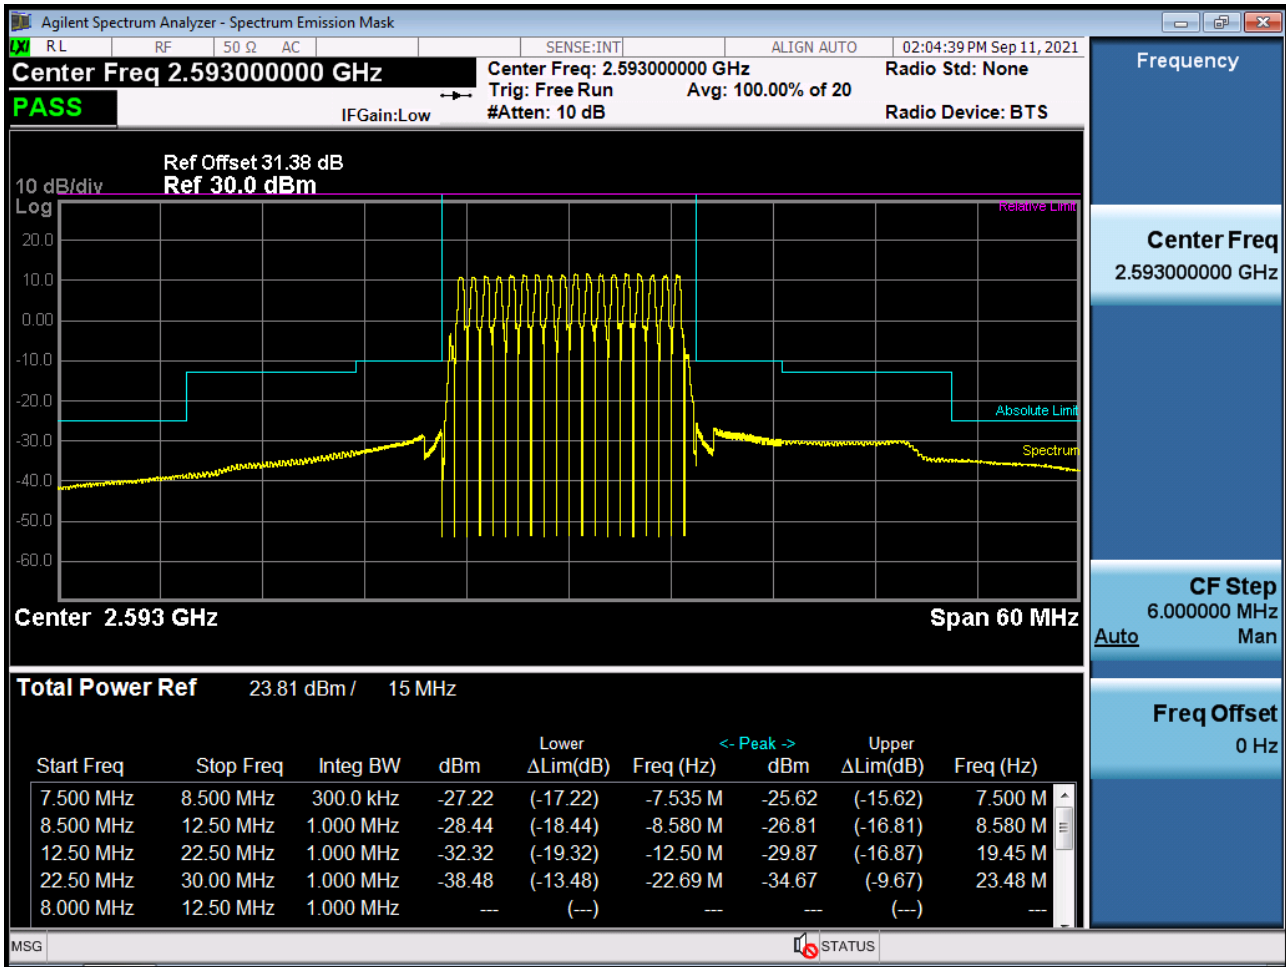 Agilent Spectrum Analyzer - Spectrum Emission Mask
LXI RL RF 50 Ω AC SENSE:INT ALIGN AUTO 02:04:39 PM Sep 11, 2021
Center Freq 2.593000000 GHz
Center Freq: 2.593000000 GHz Radio Std: None
Trig: Free Run Avg: 100.00% of 20
PASS
IFGain:Low #Atten: 10 dB Radio Device: BTS
Ref Offset 31.38 dB
10 dB/div Ref 30.0 dBm
Log
Relative Limit
20.0
10.0
0.00
-10.0
-20.0
Absolute Limit
-30.0
Spectrum
-40.0
-50.0
-60.0
Center 2.593 GHz Span 60 MHz
Total Power Ref 23.81 dBm / 15 MHz
Lower <- Peak -> Upper
Start Freq Stop Freq Integ BW dBm ΔLim(dB) Freq (Hz) dBm ΔLim(dB) Freq (Hz)
7.500 MHz 8.500 MHz 300.0 kHz -27.22 (-17.22) -7.535 M -25.62 (-15.62) 7.500 M
8.500 MHz 12.50 MHz 1.000 MHz -28.44 (-18.44) -8.580 M -26.81 (-16.81) 8.580 M
12.50 MHz 22.50 MHz 1.000 MHz -32.32 (-19.32) -12.50 M -29.87 (-16.87) 19.45 M
22.50 MHz 30.00 MHz 1.000 MHz -38.48 (-13.48) -22.69 M -34.67 (-9.67) 23.48 M
8.000 MHz 12.50 MHz 1.000 MHz --- (---) --- --- (---) ---
MSG STATUS
Frequency
Center Freq
2.593000000 GHz
CF Step
6.000000 MHz
Auto Man
Freq Offset
0 Hz